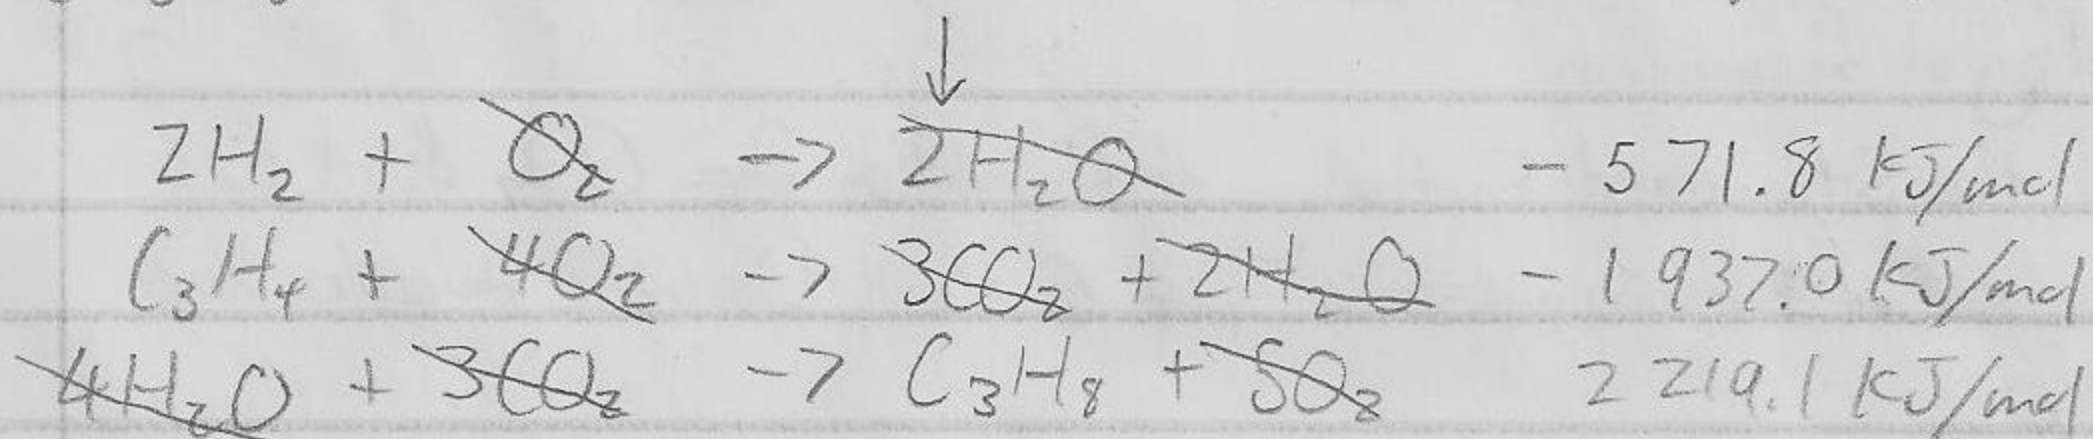 2H₂ + O₂ -> 2H₂O - 571.8 KJ/mol
C₃H₄ + 4O₂ -> 3CO₂ + 2H₂O - 1937.0 KJ/mol
4H₂O + 3CO₂ -> C₃H₈ + 5O₂ 2219.1 KJ/mol